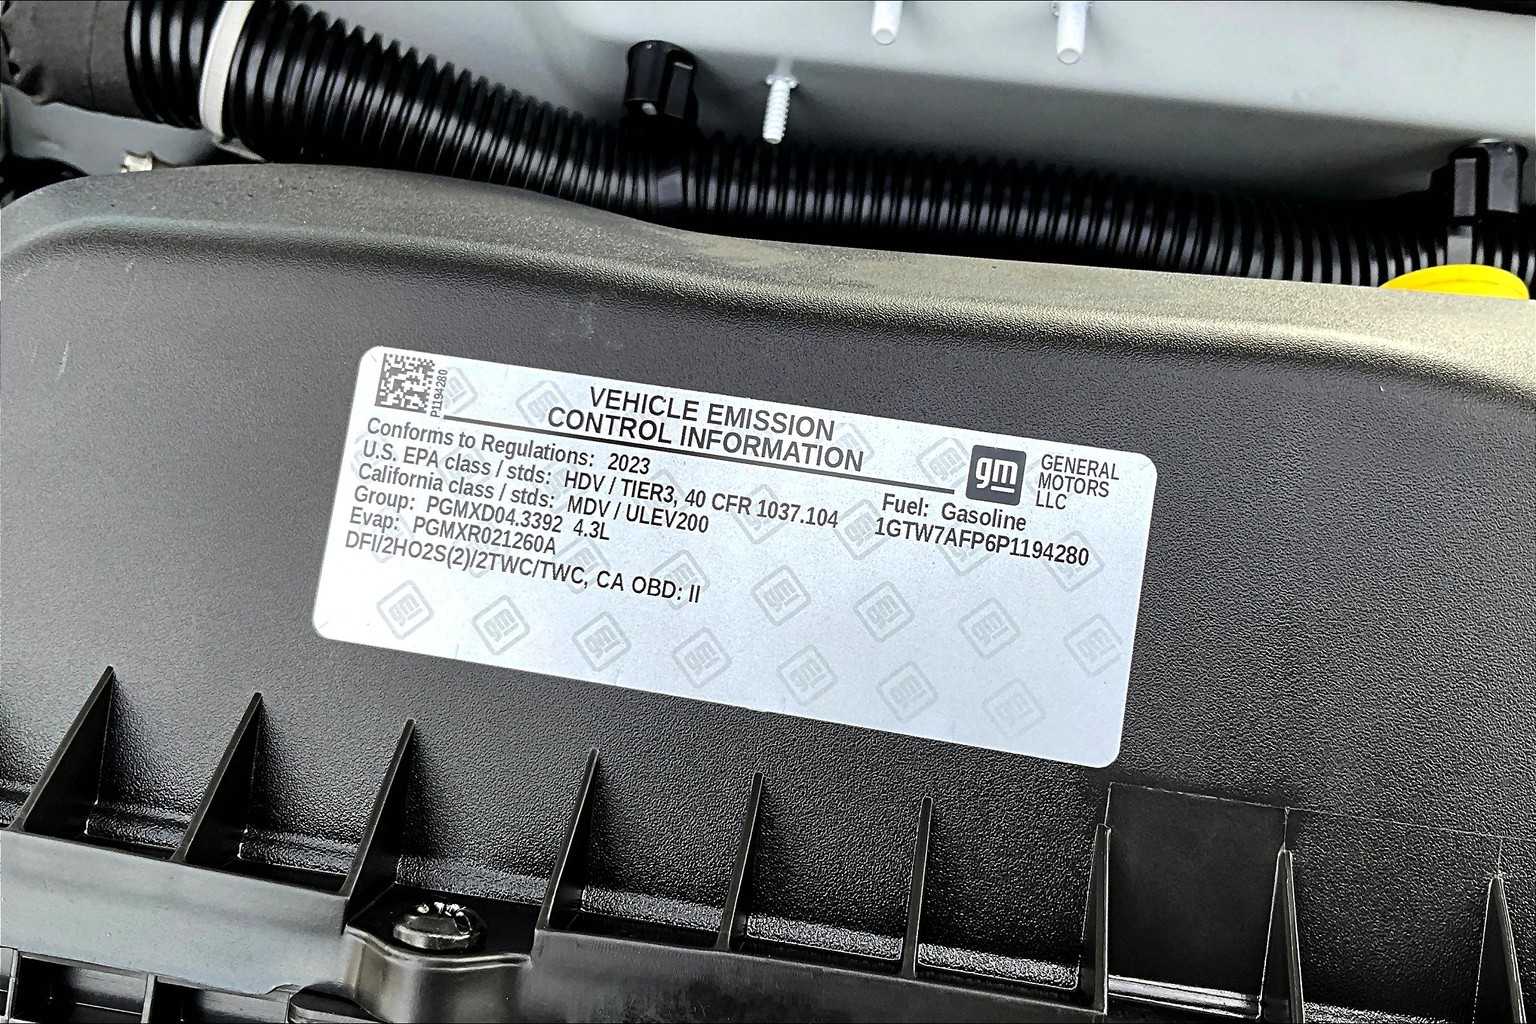 P1194280
VEHICLE EMISSION
CONTROL INFORMATION
gm
GENERAL
MOTORS
LLC
Conforms to Regulations: 2023
U.S. EPA class / stds: HDV / TIER3, 40 CFR 1037.104
California class / stds: MDV / ULEV200
Group: PGMXD04.3392 4.3L
Evap: PGMXR021260A
DFI/2HO2S(2)/2TWC/TWC, CA OBD: II
Fuel: Gasoline
1GTW7AFP6P1194280